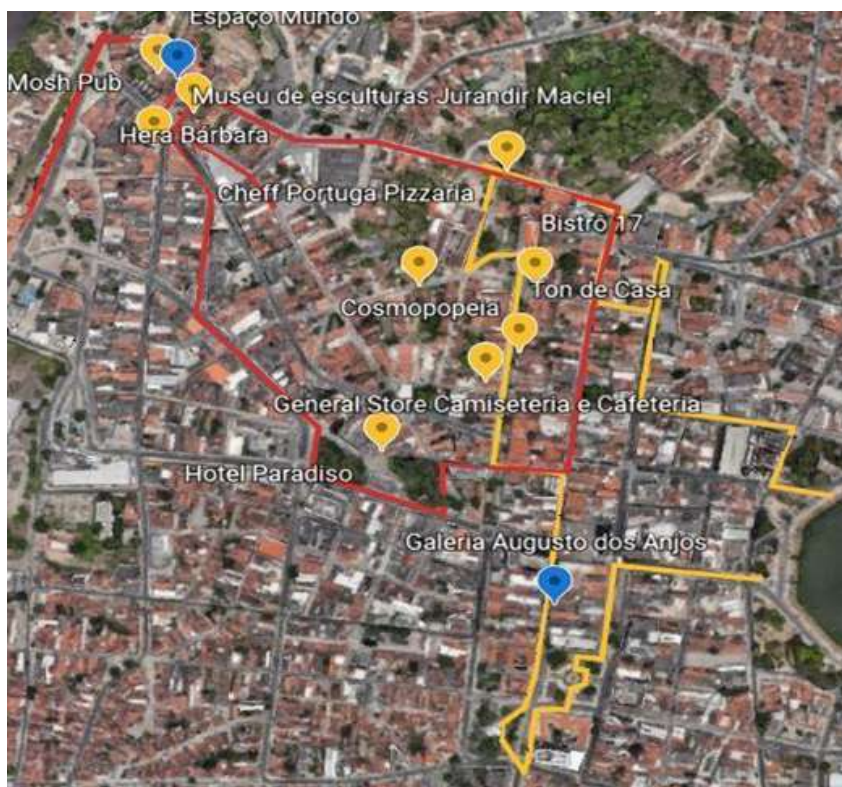 Espaço Mundo
Mosh Pub
Museu de esculturas Jurandir Maciel
Hera Bárbara
Cheff Portuga Pizzaria
Bistrô 17
Ton de Casa
Cosmopopeia
General Store Camiseteria e Cafeteria
Hotel Paradiso
Galeria Augusto dos Anjos